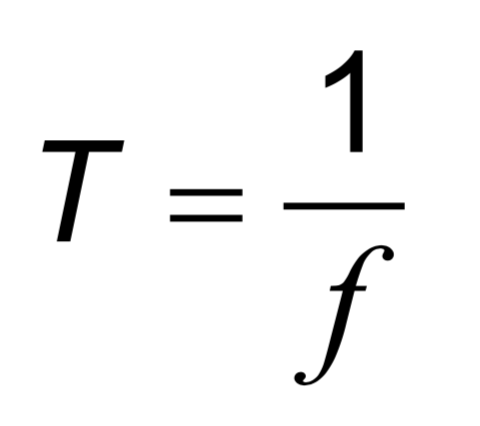 T = 1/f